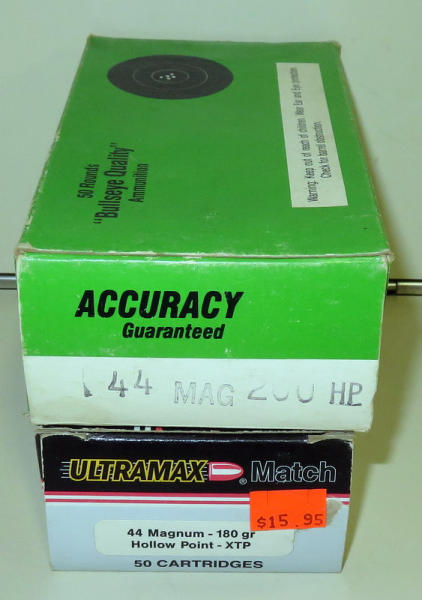 50 Rounds
"Bullseye Quality"
Ammunition
Warning: Keep out of reach of children. Wear Ear and Eye protection.
Check for barrel obstruction.
ACCURACY
Guaranteed
44 MAG 200 HP
ULTRAMAX ® Match
44 Magnum - 180 gr
Hollow Point - XTP
$15.95
50 CARTRIDGES